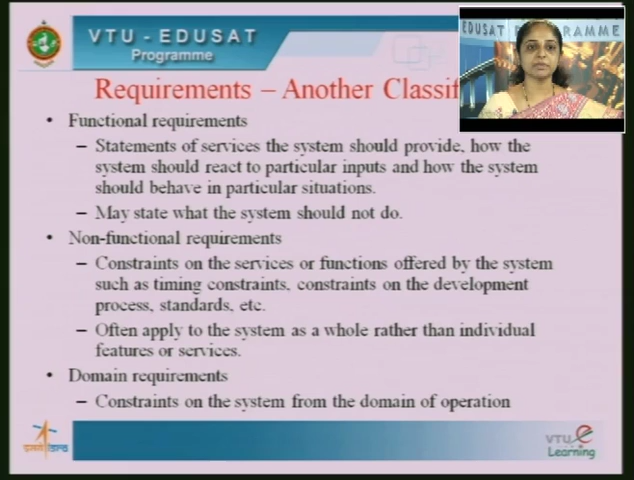 VTU - EDUSAT
Programme
EDUSAT PROGRAMME
Requirements – Another Classif
• Functional requirements
– Statements of services the system should provide, how the
system should react to particular inputs and how the system
should behave in particular situations.
– May state what the system should not do.
• Non-functional requirements
– Constraints on the services or functions offered by the system
such as timing constraints, constraints on the development
process, standards, etc.
– Often apply to the system as a whole rather than individual
features or services.
• Domain requirements
– Constraints on the system from the domain of operation
VTU e
Learning